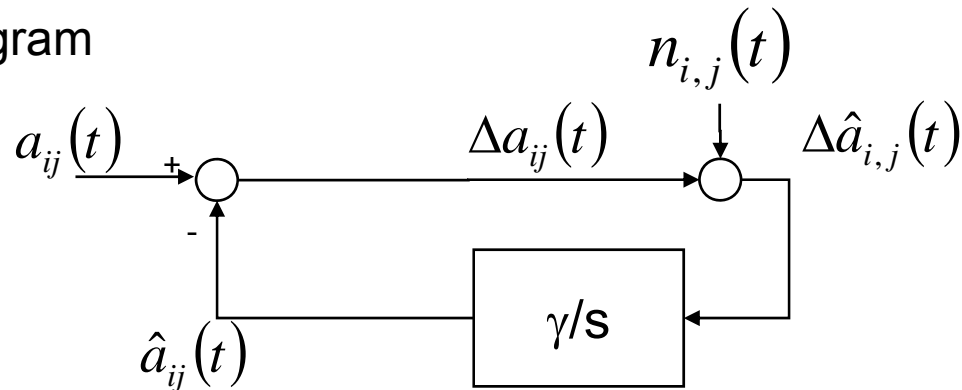 gram
n_{i,j}(t)
a_{ij}(t) + Δa_{ij}(t) Δâ_{i,j}(t)
-
γ/s
â_{ij}(t)